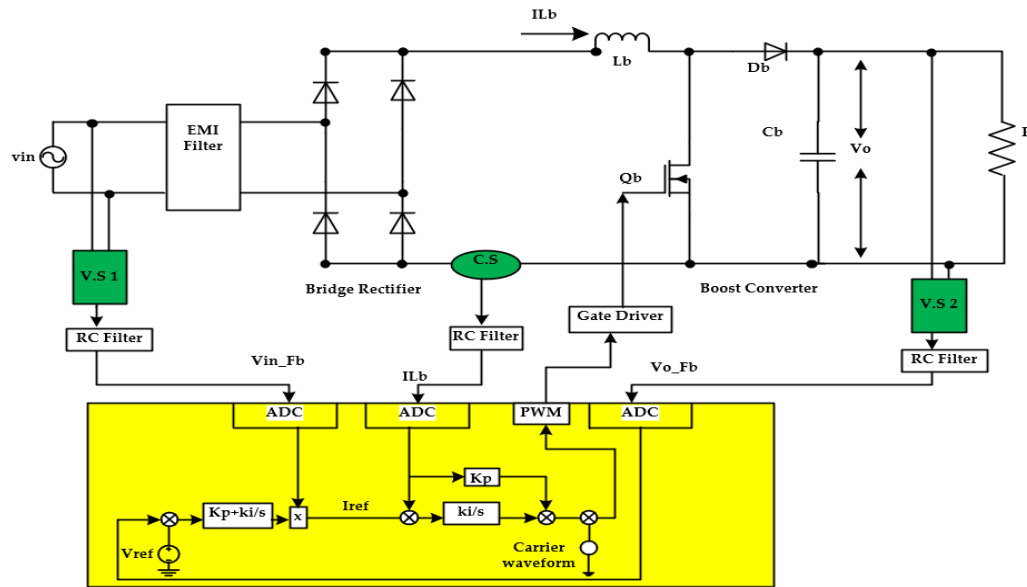 ILb
Lb
Db
EMI
Filter
vin
Cb
Vo
Qb
V.S 1
C.S
Bridge Rectifier
Boost Converter
V.S 2
Gate Driver
RC Filter
RC Filter
RC Filter
Vin_Fb
ILb
Vo_Fb
ADC
ADC
PWM
ADC
Kp
Kp+ki/s
x
Iref
ki/s
Vref
+
-
Carrier
waveform